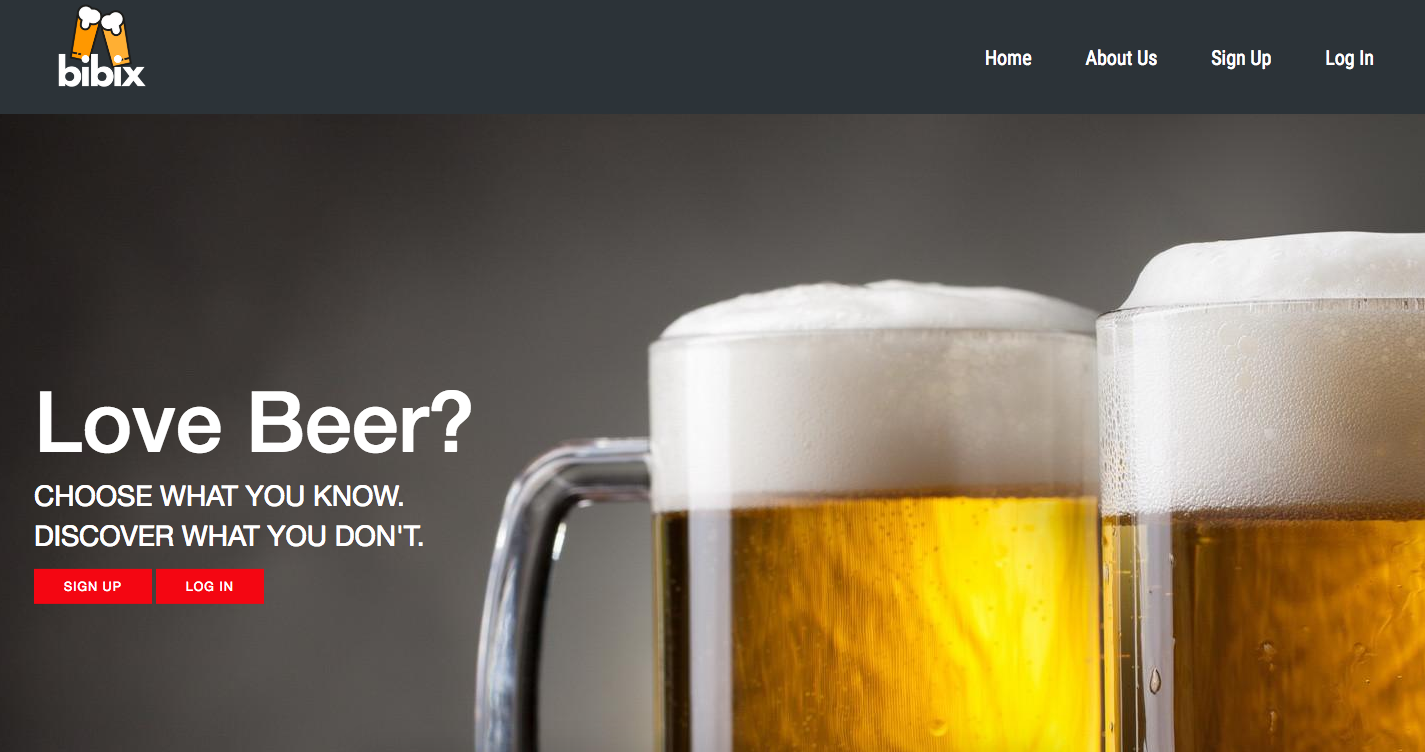 bibix
Home
About Us
Sign Up
Log In
Love Beer?
CHOOSE WHAT YOU KNOW.
DISCOVER WHAT YOU DON'T.
SIGN UP
LOG IN